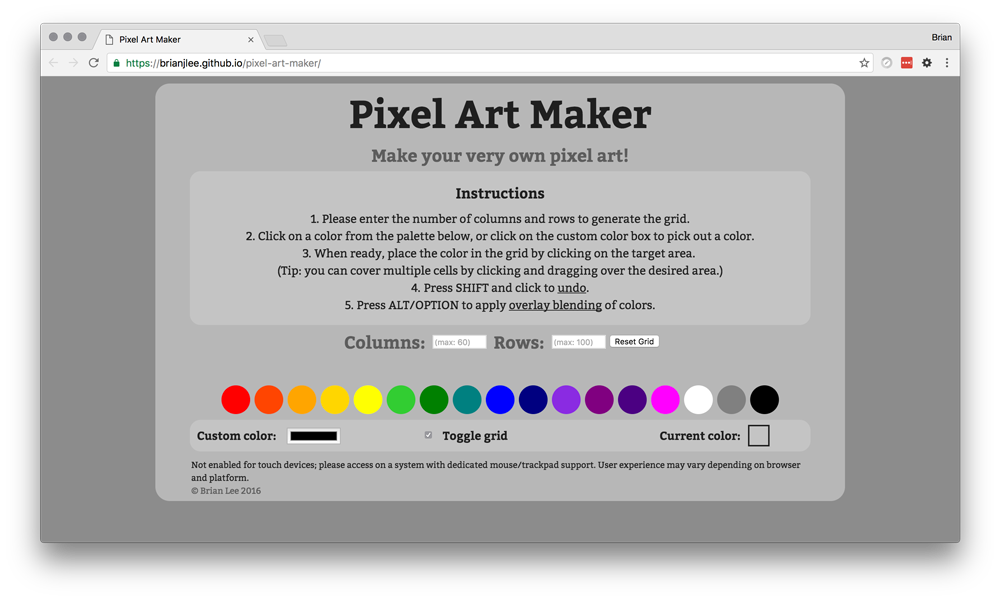 Pixel Art Maker
Brian
https://brianjlee.github.io/pixel-art-maker/
Pixel Art Maker
Make your very own pixel art!
Instructions
1. Please enter the number of columns and rows to generate the grid.
2. Click on a color from the palette below, or click on the custom color box to pick out a color.
3. When ready, place the color in the grid by clicking on the target area.
(Tip: you can cover multiple cells by clicking and dragging over the desired area.)
4. Press SHIFT and click to undo.
5. Press ALT/OPTION to apply overlay blending of colors.
Columns: (max: 60) Rows: (max: 100) Reset Grid
Custom color: Toggle grid Current color:
Not enabled for touch devices; please access on a system with dedicated mouse/trackpad support. User experience may vary depending on browser
and platform.
© Brian Lee 2016